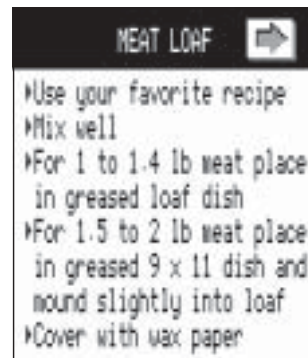 MEAT LOAF
▸Use your favorite recipe
▸Mix well
▸For 1 to 1.4 lb meat place
in greased loaf dish
▸For 1.5 to 2 lb meat place
in greased 9 x 11 dish and
mound slightly into loaf
▸Cover with wax paper